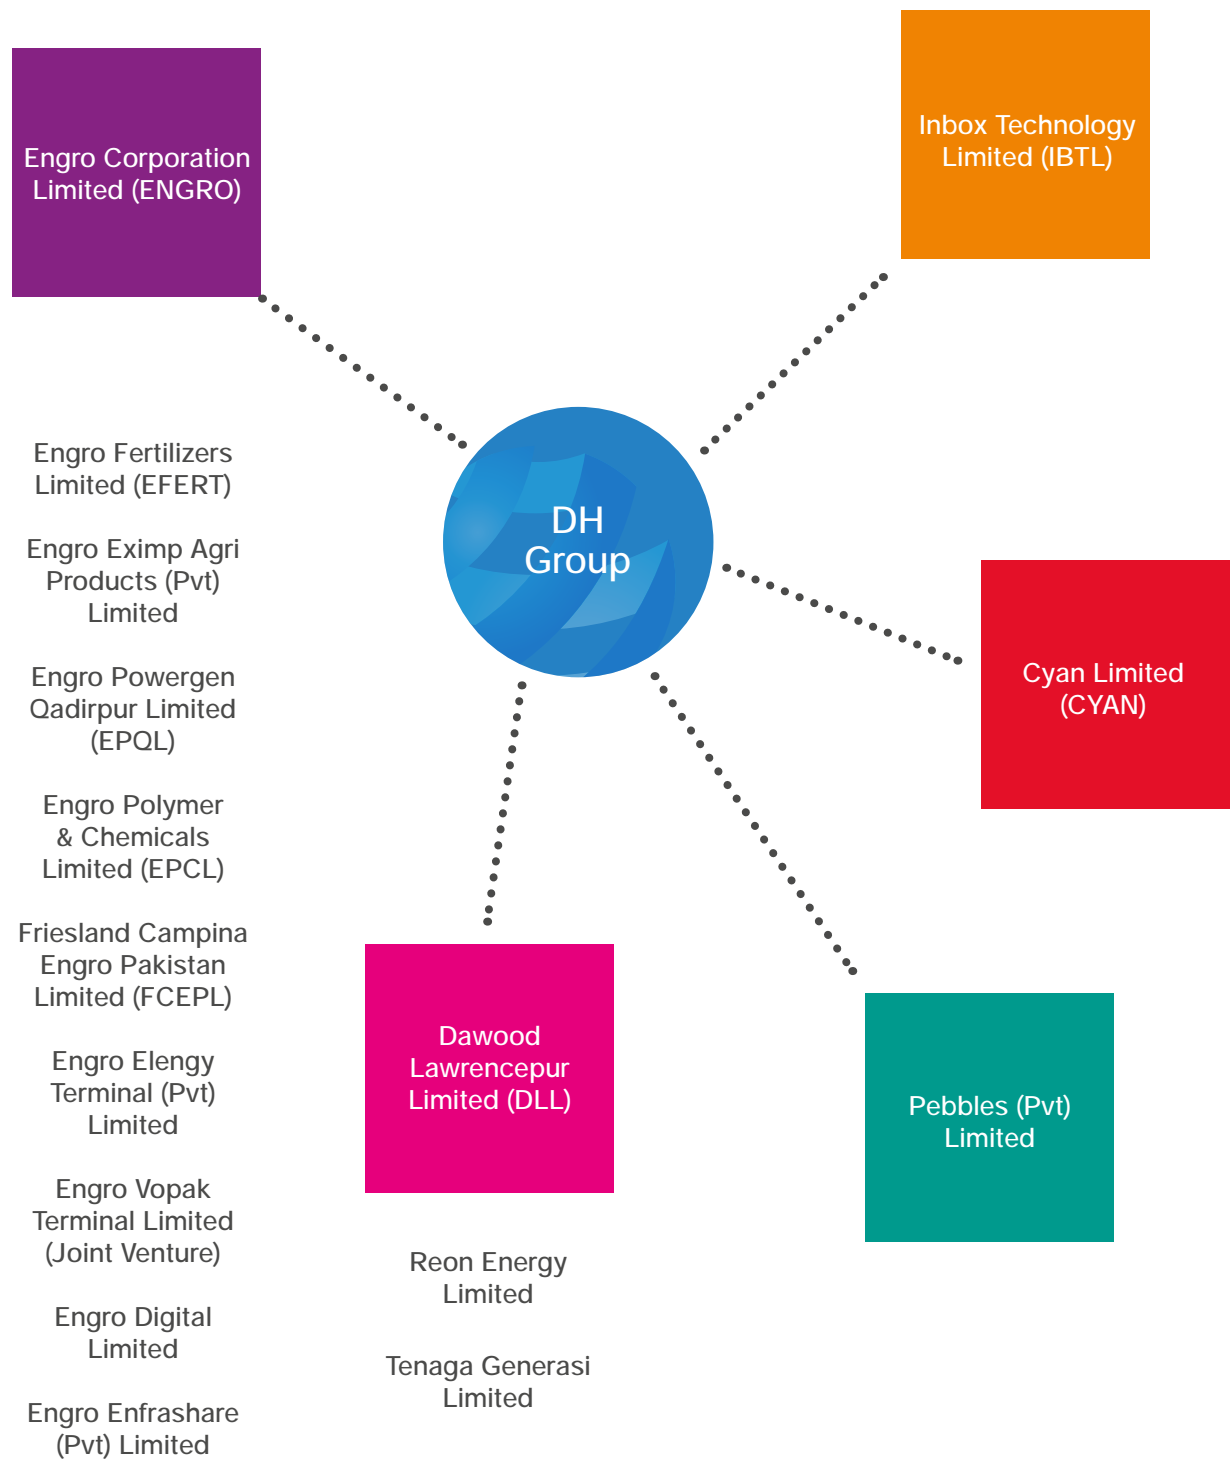 Engro Corporation
Limited (ENGRO)
Inbox Technology
Limited (IBTL)
DH
Group
Cyan Limited
(CYAN)
Pebbles (Pvt)
Limited
Dawood
Lawrencepur
Limited (DLL)
Reon Energy
Limited
Tenaga Generasi
Limited
Engro Fertilizers
Limited (EFERT)
Engro Eximp Agri
Products (Pvt)
Limited
Engro Powergen
Qadirpur Limited
(EPQL)
Engro Polymer
& Chemicals
Limited (EPCL)
Friesland Campina
Engro Pakistan
Limited (FCEPL)
Engro Elengy
Terminal (Pvt)
Limited
Engro Vopak
Terminal Limited
(Joint Venture)
Engro Digital
Limited
Engro Enfrashare
(Pvt) Limited